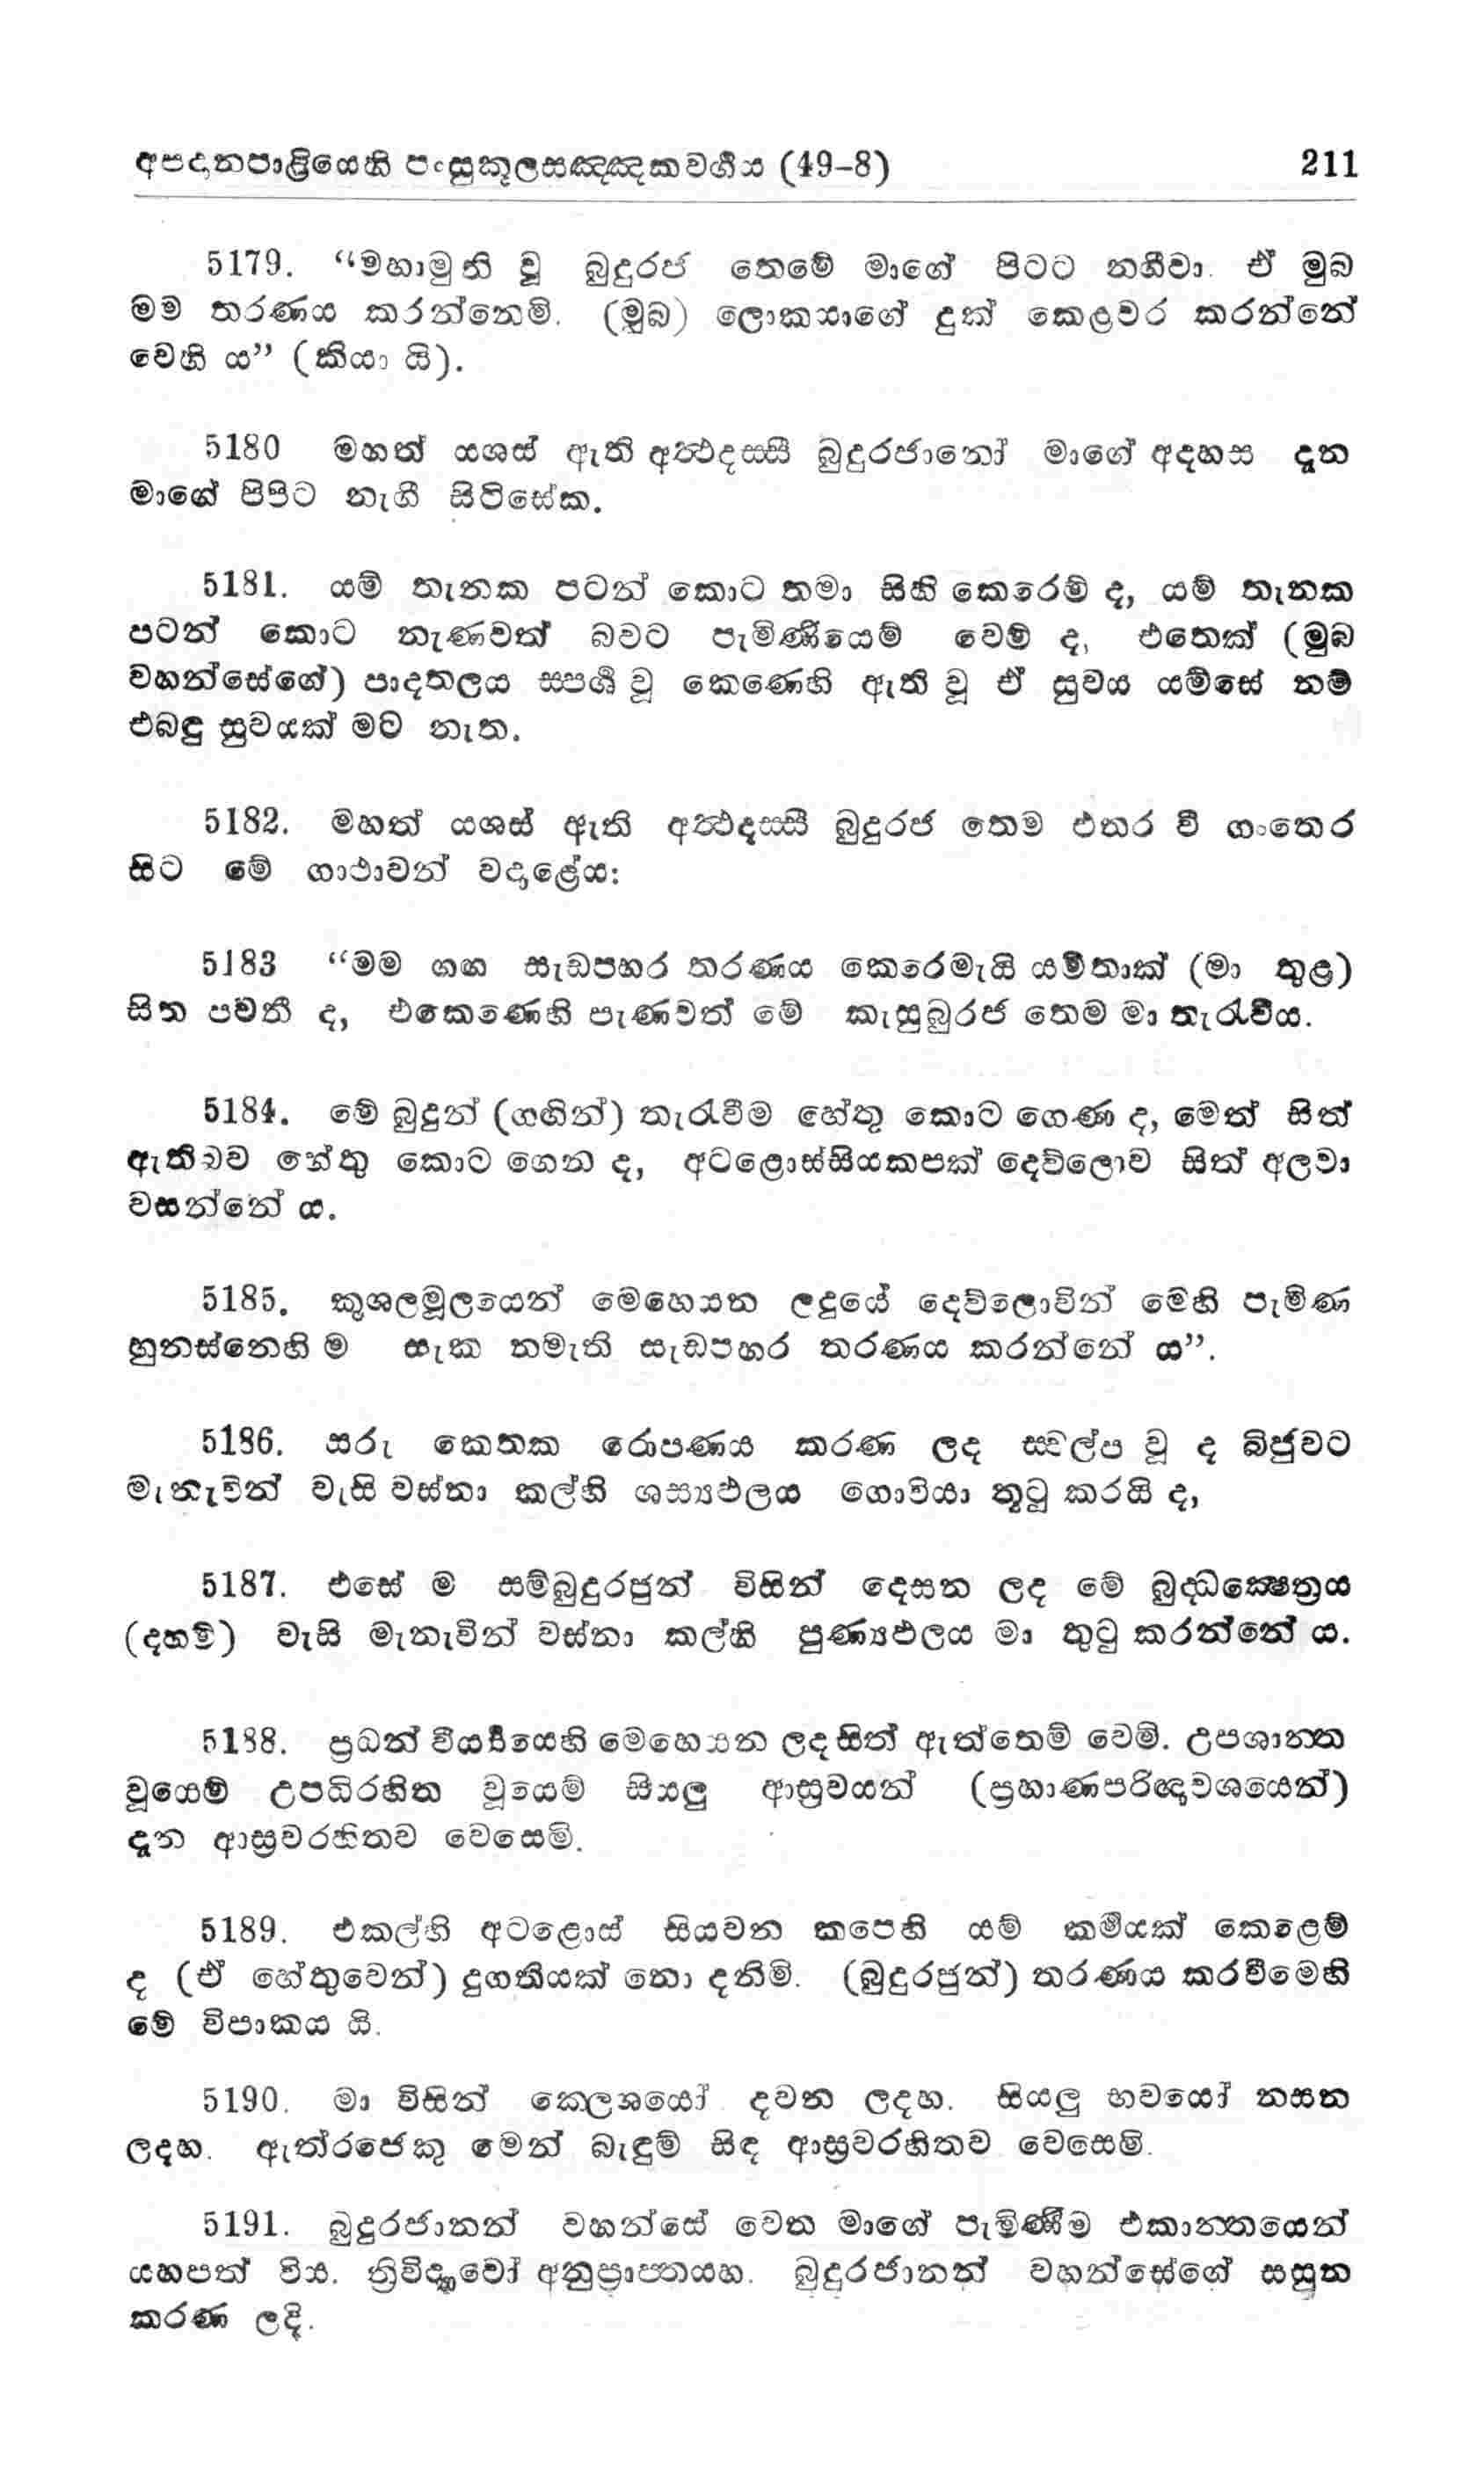 අපදානපාළියෙහි පංසුකූලසඤ්ඤකවර්‍ගය (49-8) 211
5179. “මහාමුනි වූ බුදුරජ තෙමේ මාගේ පිටට නගීවා. ඒ මුබ
මම තරණය කරන්නෙමි. (මුබ) ලොකයාගේ දුක් කෙළවර කරන්නේ
වෙහි ය” (කියා යි).
5180 මහත් යශස් ඇති අත්‍ථදස්සී බුදුරජානෝ මාගේ අදහස දැන
මාගේ පිපිට නැගී සිටිසේක.
5181. යම් තැනක පටන් කොට තමා සිහි කෙරෙම් ද, යම් තැනක
පටන් කොට නැණවත් බවට පැමිණියෙම් වෙම් ද, එතෙක් (මුබ
වහන්සේගේ) පාදතලය ස්පර්‍ශ වූ කෙණෙහි ඇති වූ ඒ සුවය යම්සේ නම්
එබඳු සුවයක් මට නැත.
5182. මහත් යශස් ඇති අත්‍ථදස්සී බුදුරජ තෙම එතර වී ගංතෙර
සිට මේ ගාථාවන් වදාළේය:
5183 “මම ගඟ සැඩපහර තරණය කෙරෙමැයි යම්තාක් (මා තුළ)
සිත පවතී ද, එකෙණෙහි පැණවත් මේ කැසුබුරජ තෙම මා තැරැවීය.
5184. මේ බුදුන් (ගඟින්) තැරැවීම හේතු කොට ගෙණ ද, මෙත් සිත්
ඇතිබව හේතු කොට ගෙන ද, අටළොස්සියකපක් දෙව්ලොව සිත් අලවා
වසන්නේ ය.
5185. කුශලමූලයෙන් මෙහෙයන ලදුයේ දෙව්ලොවින් මෙහි පැමිණ
හුනස්නෙහි ම සැක නමැති සැඩපහර තරණය කරන්නේ ය”.
5186. සරු කෙතක රොපණය කරණ ලද ස්වල්ප වූ ද බිජුවට
මැනැවින් වැසි වස්නා කල්හි ශස්‍යඵලය ගොවියා තුටු කරයි ද,
5187. එසේ ම සම්බුදුරජුන් විසින් දෙසන ලද මේ බුද්ධක්‍ෂෙත්‍රය
(දහම්) වැසි මැනැවින් වස්නා කල්හි පුණ්‍යඵලය මා තුටු කරන්නේ ය.
5188. ප්‍රධන් වීර්‍ය්‍යයෙහි මෙහෙයන ලද සිත් ඇත්තෙම් වෙමි. උපශාන්ත
වූයෙම් උපධිරහිත වූයෙම් සියලු ආස්‍රවයන් (ප්‍රහාණපරිඥාවශයෙන්)
දැන ආස්‍රවරහිතව වෙසෙමි.
5189. එකල්හි අටළොස් සියවන කපෙහි යම් කර්‍මයක් කෙළෙම්
ද (ඒ හේතුවෙන්) දුගතියක් නො දනිමි. (බුදුරජුන්) තරණය කරවීමෙහි
මේ විපාකය යි.
5190. මා විසින් කෙලශයෝ දවන ලදහ. සියලු භවයෝ නසන
ලදහ. ඇත්රජෙකු මෙන් බැඳුම් සිඳ ආස්‍රවරහිතව වෙසෙමි.
5191. බුදුරජානන් වහන්සේ වෙත මාගේ පැමිණීම එකාන්තයෙන්
යහපත් විය. ත්‍රිවිද්‍යාවෝ අනුප්‍රාප්තයහ. බුදුරජානන් වහන්සේගේ සසුන
කරණ ලදි.